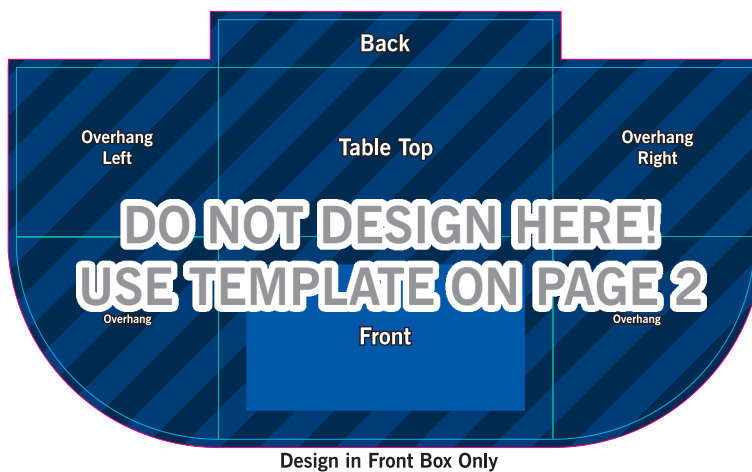 Back
Overhang
Left
Table Top
Overhang
Right
DO NOT DESIGN HERE!
USE TEMPLATE ON PAGE 2
Overhang
Front
Overhang
Design in Front Box Only